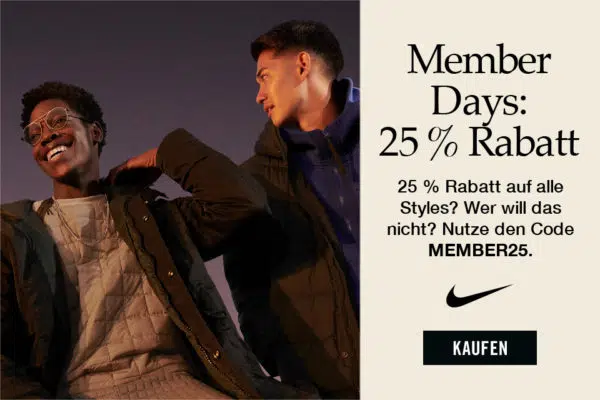 Member
Days:
25 % Rabatt
25 % Rabatt auf alle
Styles? Wer will das
nicht? Nutze den Code
MEMBER25.
KAUFEN